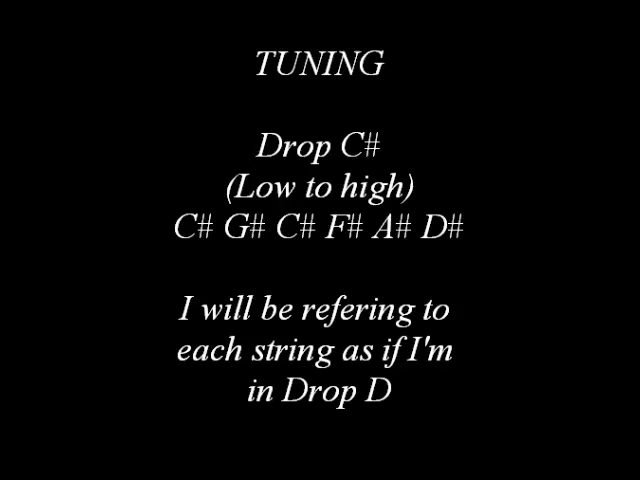 TUNING
Drop C#
(Low to high)
C# G# C# F# A# D#
I will be refering to
each string as if I'm
in Drop D